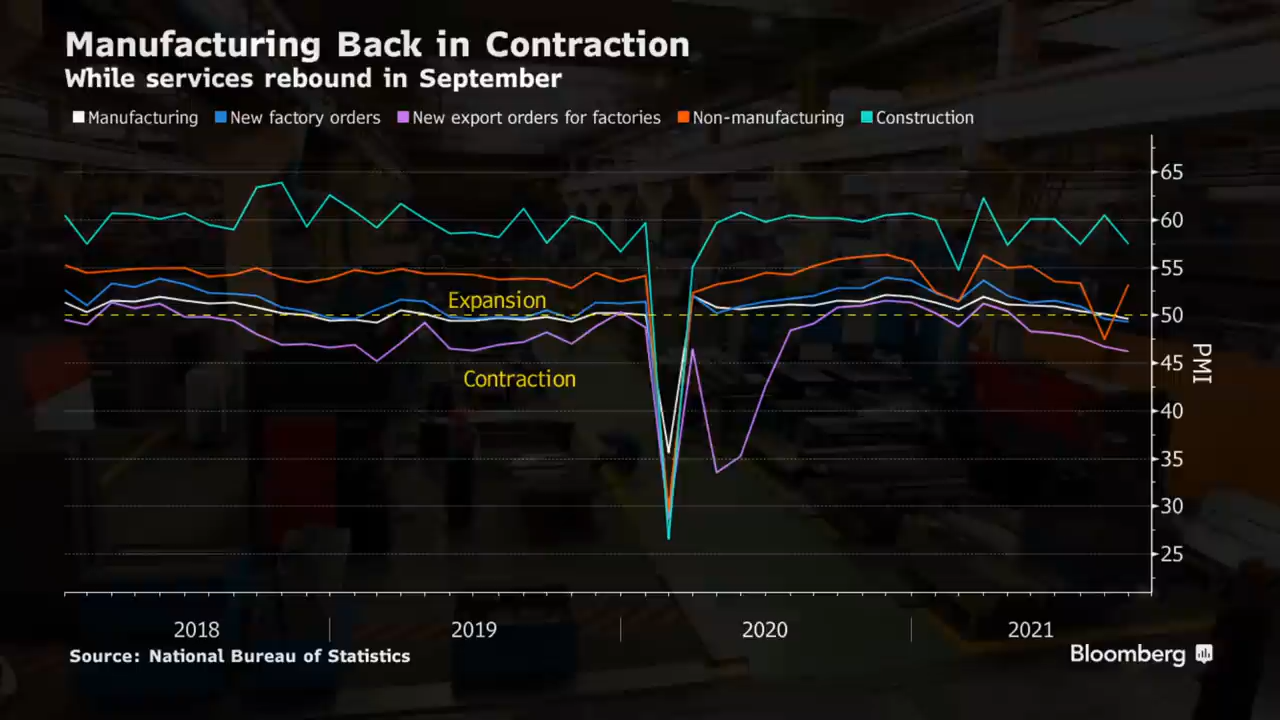 Manufacturing Back in Contraction
While services rebound in September
Manufacturing New factory orders New export orders for factories Non-manufacturing Construction
65
60
55
Expansion
50
45
PMI
Contraction
40
35
30
25
2018 2019 2020 2021
Source: National Bureau of Statistics
Bloomberg